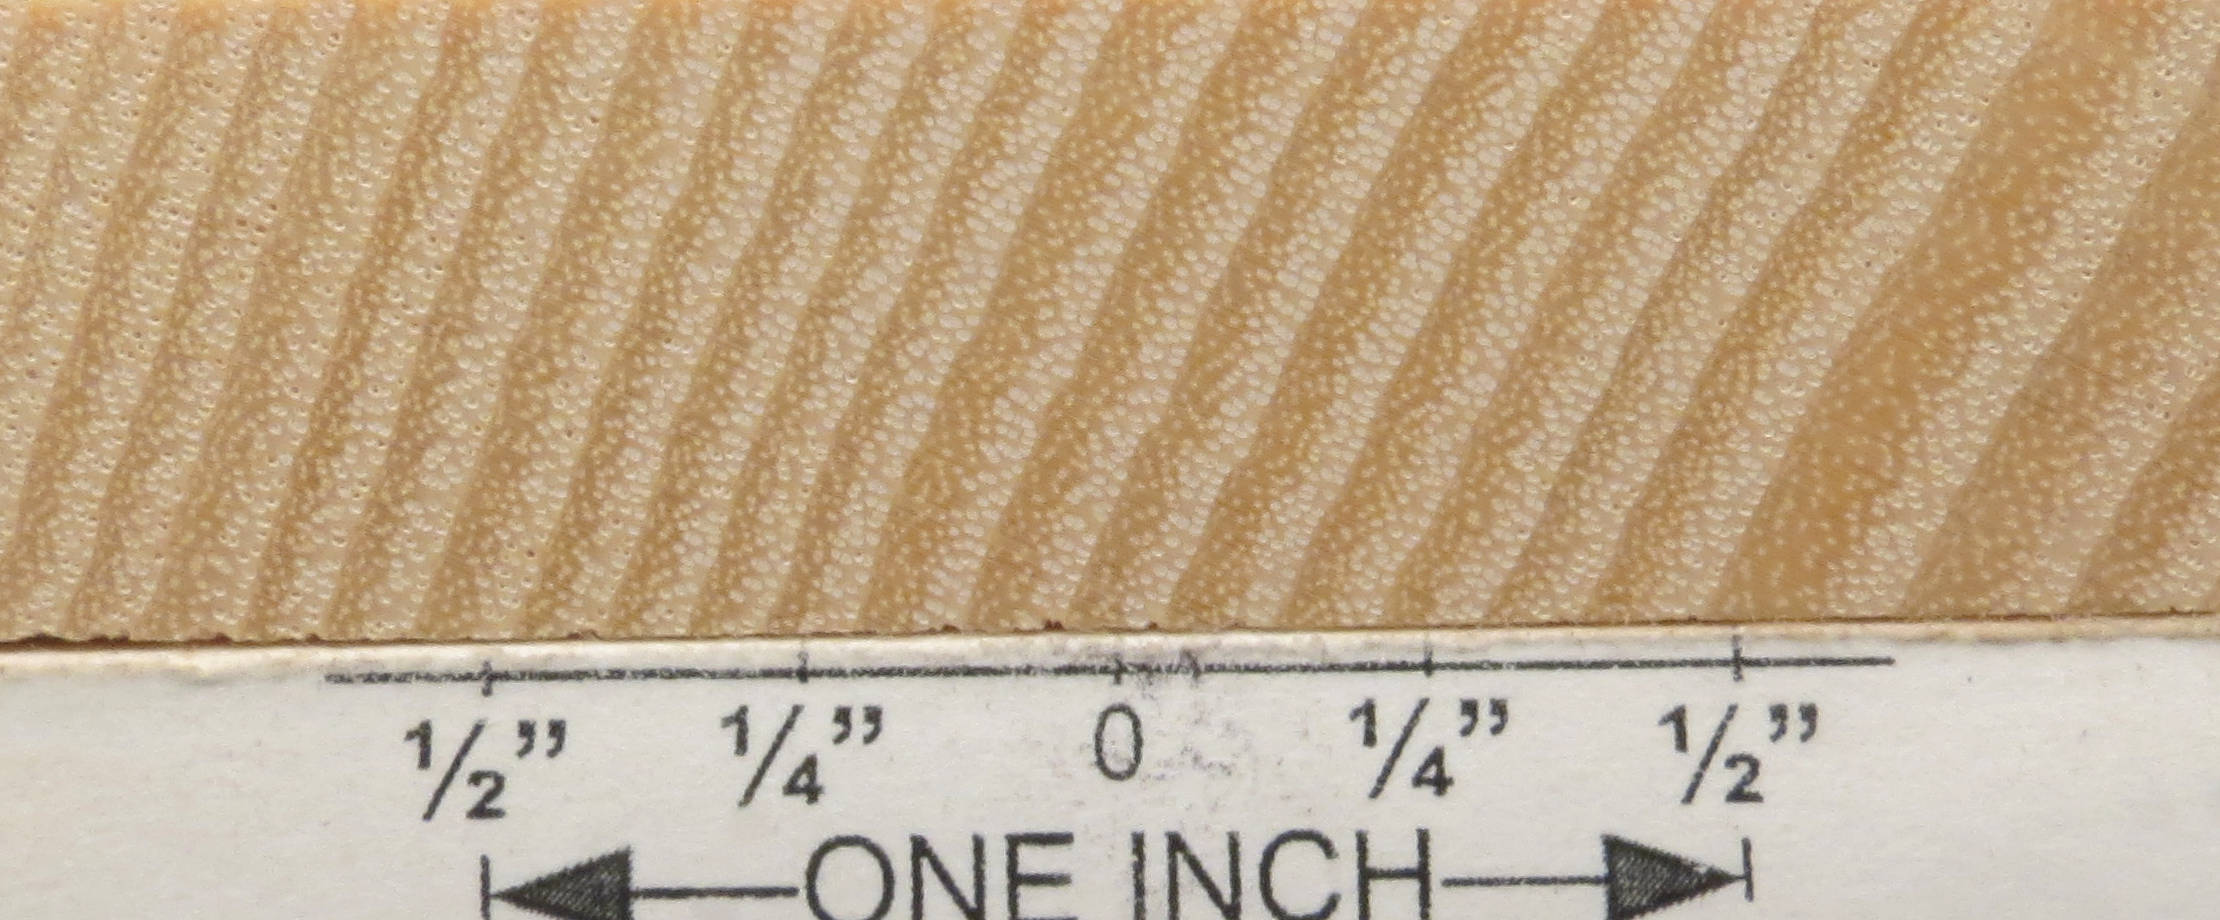 1/2” 1/4” 0 1/4” 1/2”
ONE INCH